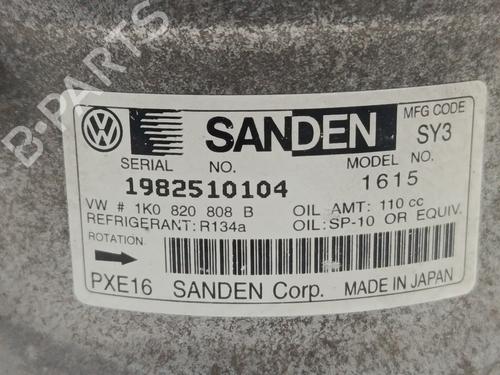 B-PARTS
VW SANDEN MFG CODE SY3
SERIAL NO. MODEL NO.
1982510104 1615
VW # 1K0 820 808 B OIL AMT: 110 cc
REFRIGERANT: R134a OIL: SP-10 OR EQUIV.
ROTATION
PXE16 SANDEN Corp. MADE IN JAPAN